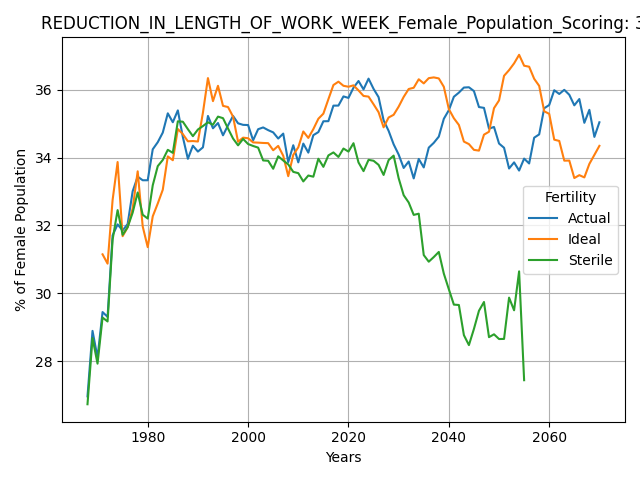 REDUCTION_IN_LENGTH_OF_WORK_WEEK_Female_Population_Scoring: 3
36
34
32
30
28
% of Female Population
Fertility
Actual
Ideal
Sterile
1980
2000
2020
2040
2060
Years